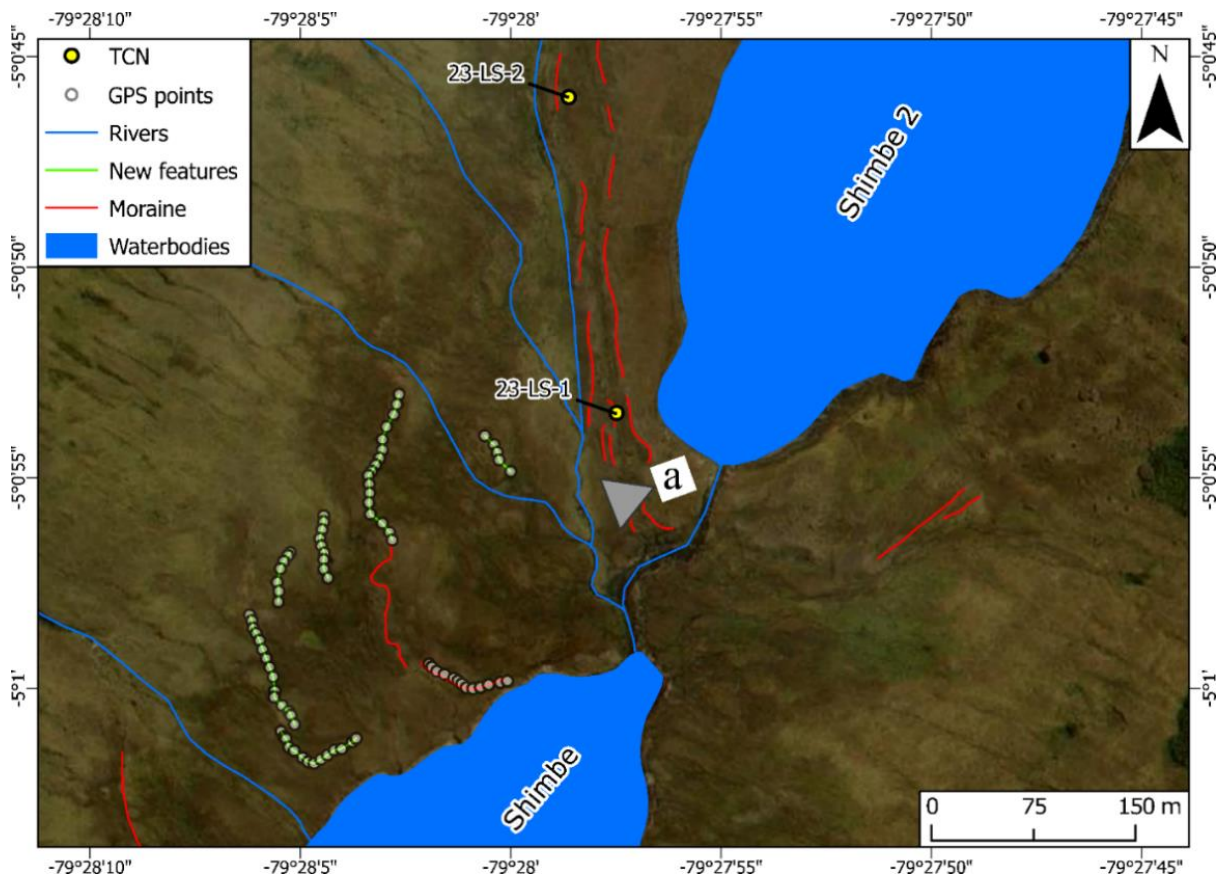 -79°28'10" -79°28'5" -79°28' -79°27'55" -79°27'50" -79°27'45"
-5°0'45" -5°0'45"
TCN
GPS points
Rivers
New features
Moraine
Waterbodies
N
23-LS-2
Shimbe 2
-5°0'50" -5°0'50"
23-LS-1
a
-5°0'55" -5°0'55"
-5°1' -5°1'
Shimbe
0 75 150 m
-79°28'10" -79°28'5" -79°28' -79°27'55" -79°27'50" -79°27'45"